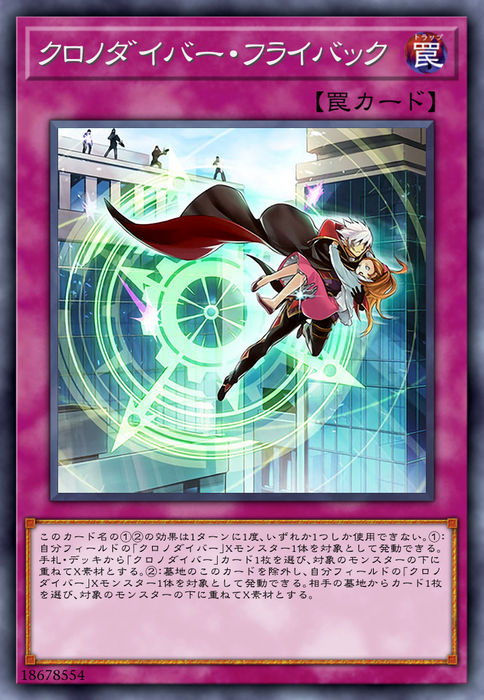 クロノダイバー・フライバック
トラップ
罠
【罠カード】
このカード名の①②の効果は1ターンに1度、いずれか1つしか使用できない。①：
自分フィールドの「クロノダイバー」Xモンスター1体を対象として発動できる。
手札・デッキから「クロノダイバー」カード1枚を選び、対象のモンスターの下に
重ねてX素材とする。②：墓地のこのカードを除外し、自分フィールドの「クロノ
ダイバー」Xモンスター1体を対象として発動できる。相手の墓地からカード1枚
を選び、対象のモンスターの下に重ねてX素材とする。
18678554